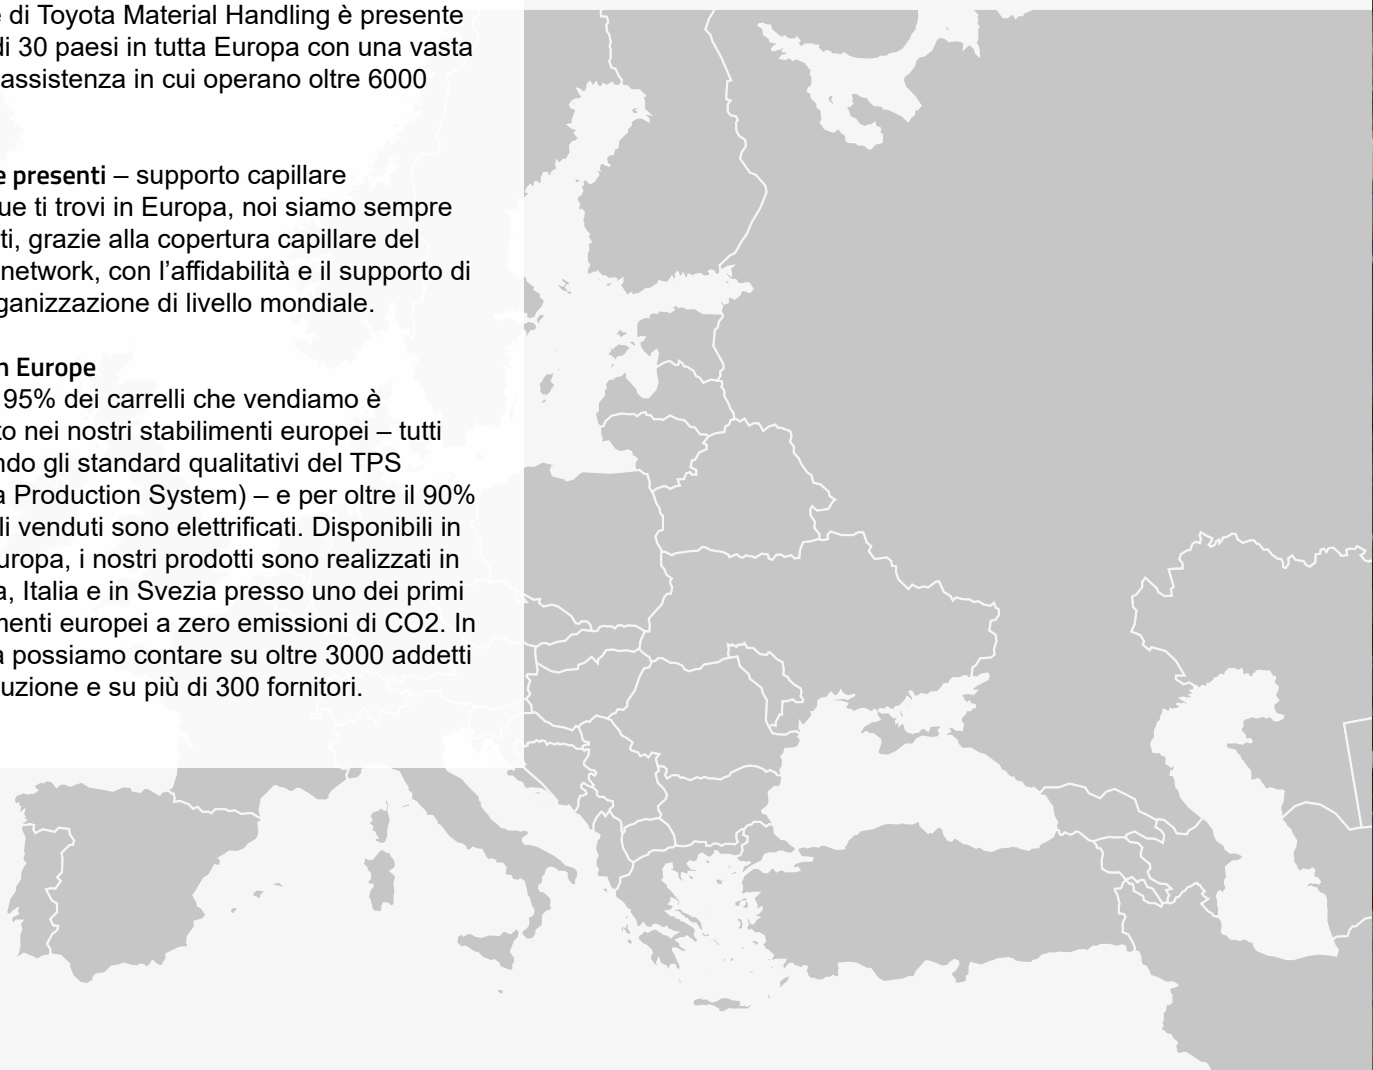 e di Toyota Material Handling è presente
di 30 paesi in tutta Europa con una vasta
assistenza in cui operano oltre 6000
e presenti – supporto capillare
ue ti trovi in Europa, noi siamo sempre
ti, grazie alla copertura capillare del
network, con l’affidabilità e il supporto di
ganizzazione di livello mondiale.
n Europe
95% dei carrelli che vendiamo è
to nei nostri stabilimenti europei – tutti
ndo gli standard qualitativi del TPS
a Production System) – e per oltre il 90%
li venduti sono elettrificati. Disponibili in
uropa, i nostri prodotti sono realizzati in
a, Italia e in Svezia presso uno dei primi
menti europei a zero emissioni di CO2. In
a possiamo contare su oltre 3000 addetti
uzione e su più di 300 fornitori.